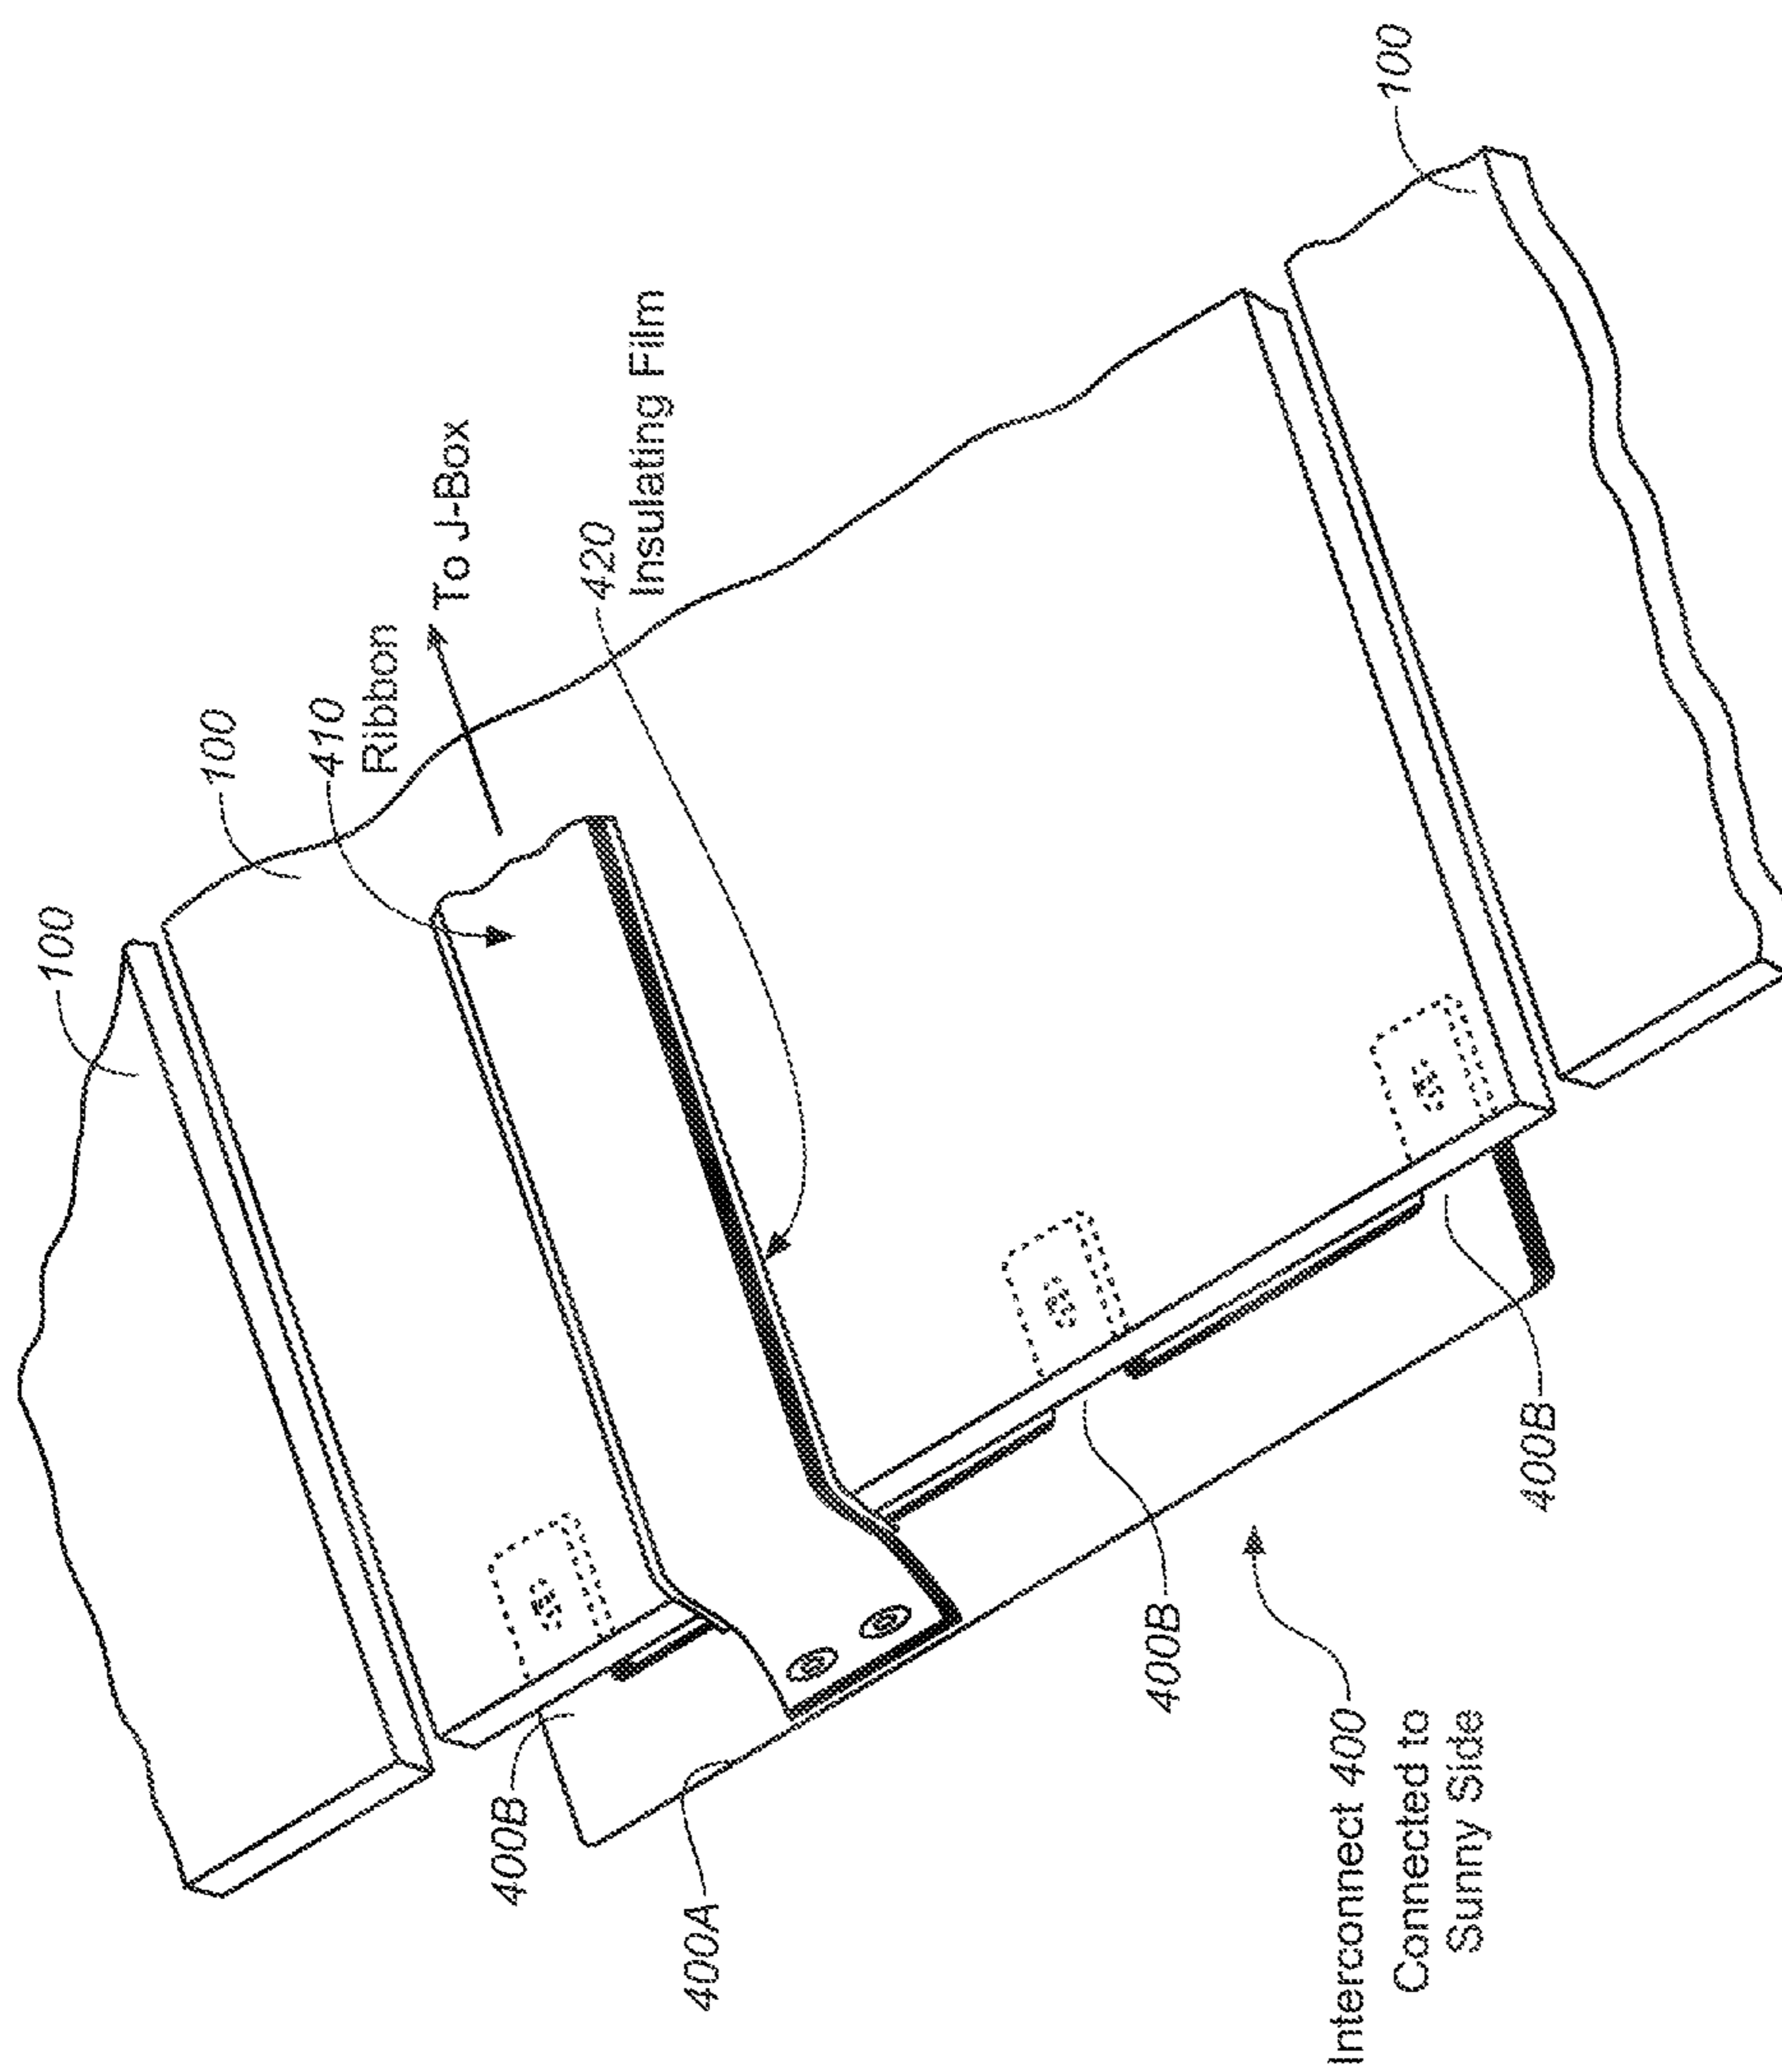 100
100
100
410
Ribbon
To J-Box
420
Insulating Film
400B
400A
400B
400B
Interconnect 400
Connected to
Sunny Side